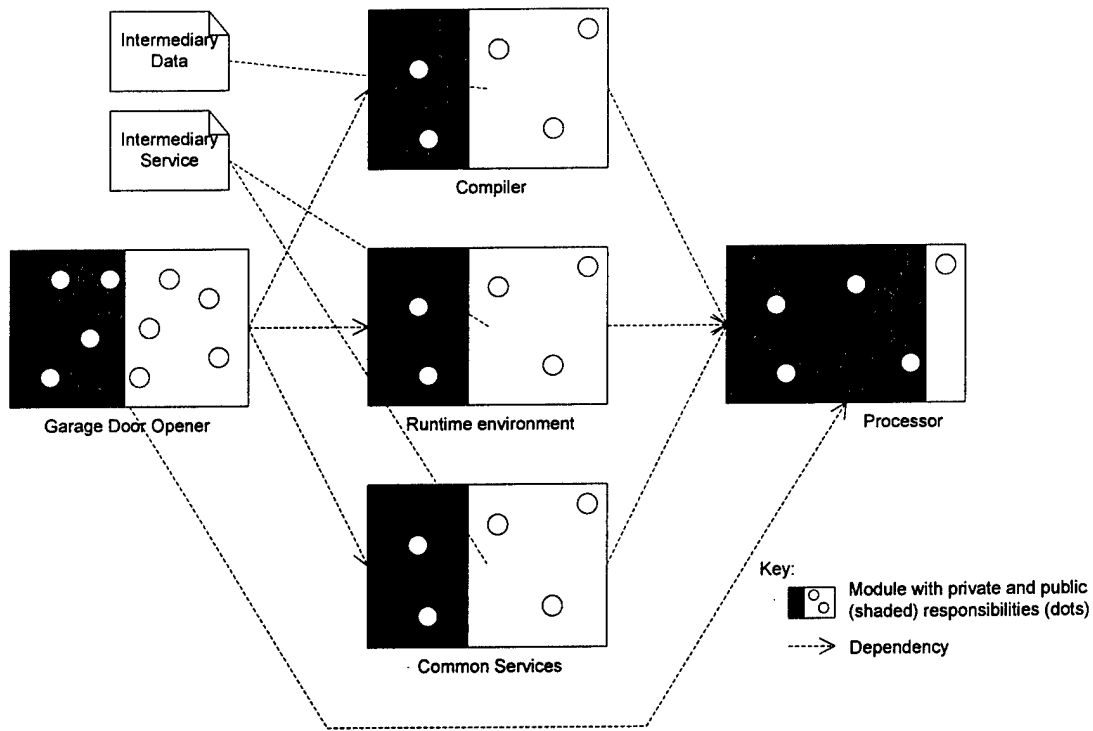 Intermediary
Data
Intermediary
Service
Compiler
Garage Door Opener
Runtime environment
Processor
Common Services
Key:
Module with private and public
(shaded) responsibilities (dots)
Dependency